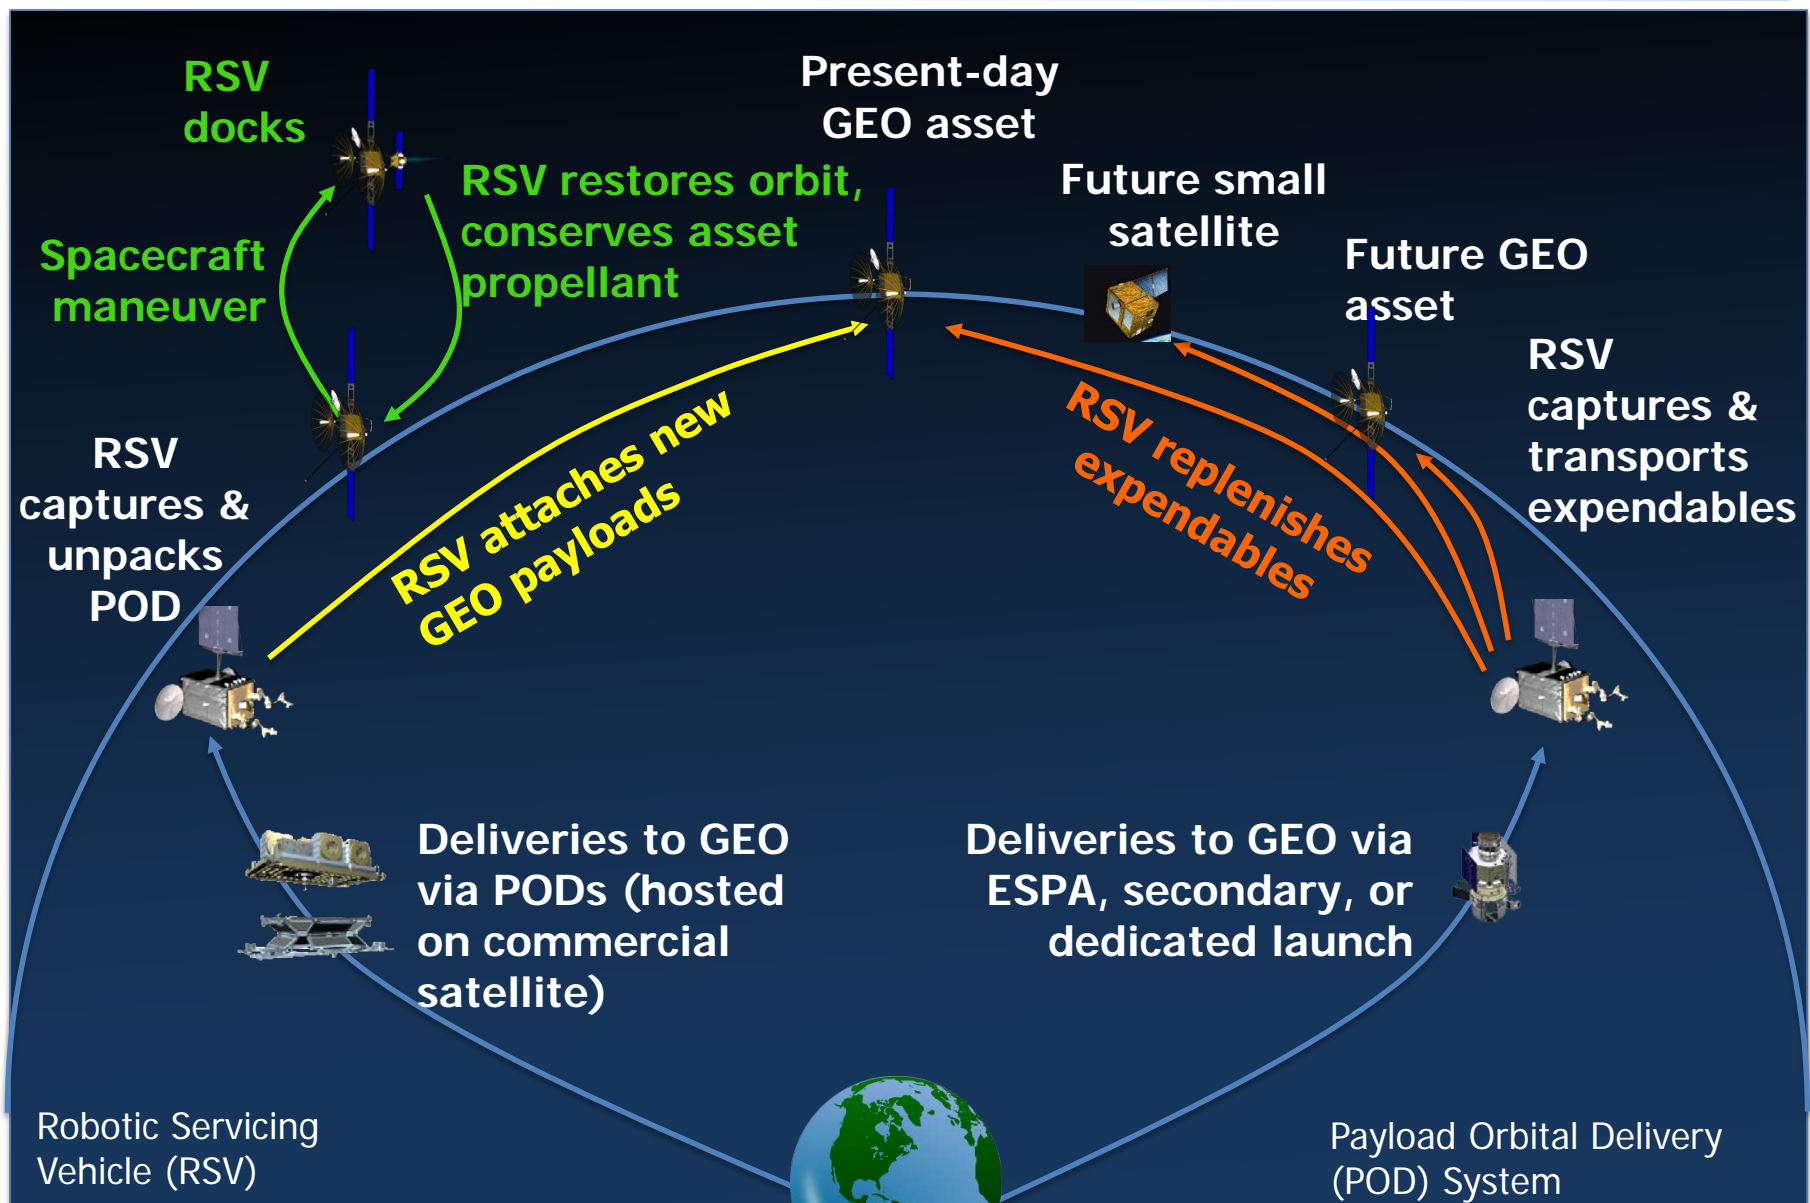 RSV
docks
Present-day
GEO asset
RSV restores orbit,
conserves asset
propellant
Spacecraft
maneuver
Future small
satellite
Future GEO
asset
RSV
captures &
transports
expendables
RSV
captures &
unpacks
POD
RSV attaches new
GEO payloads
RSV replenishes
expendables
Deliveries to GEO
via PODs (hosted
on commercial
satellite)
Deliveries to GEO via
ESPA, secondary, or
dedicated launch
Robotic Servicing
Vehicle (RSV)
Payload Orbital Delivery
(POD) System